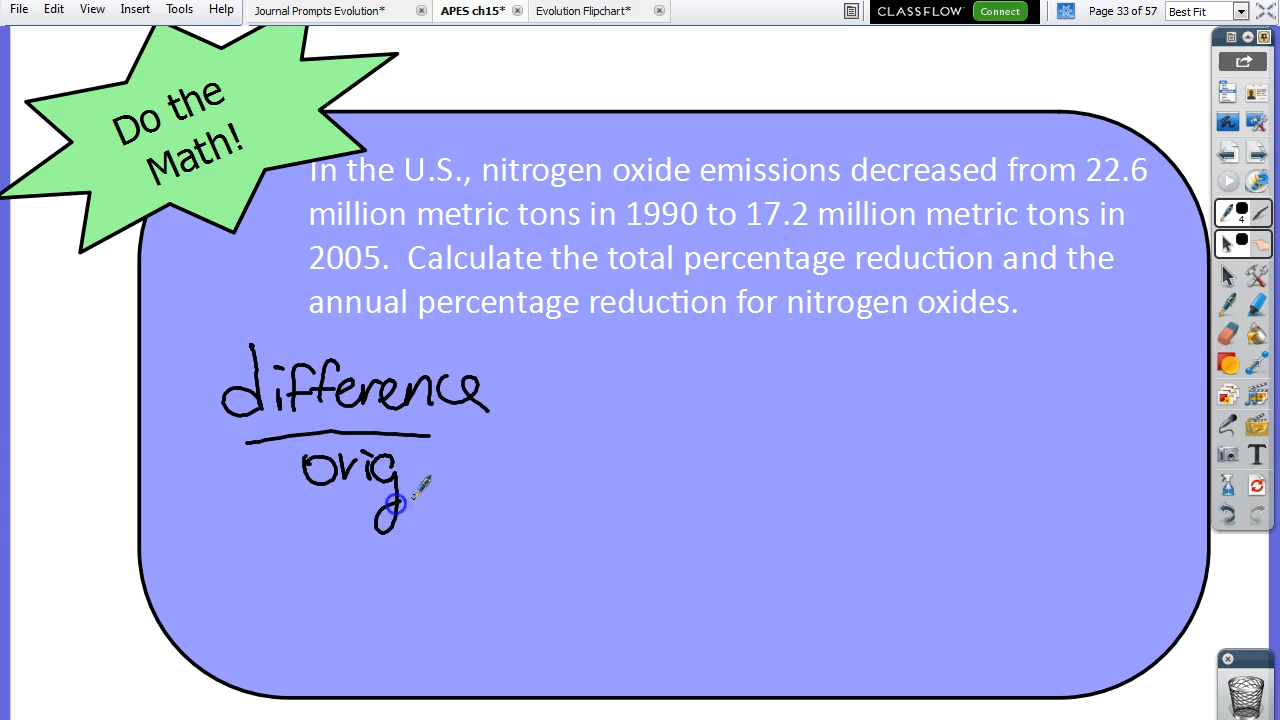 File Edit View Insert Tools Help
Journal Prompts Evolution*
APES ch15*
Evolution Flipchart*
CLASSFLOW
Connect
Page 33 of 57
Best Fit
Do the
Math!
In the U.S., nitrogen oxide emissions decreased from 22.6
million metric tons in 1990 to 17.2 million metric tons in
2005. Calculate the total percentage reduction and the
annual percentage reduction for nitrogen oxides.
difference
orig
4
T